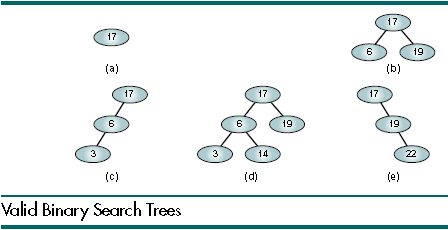 17
(a)
17
6 19
(b)
17
6
3
(c)
17
6 19
3 14
(d)
17
19
22
(e)
Valid Binary Search Trees